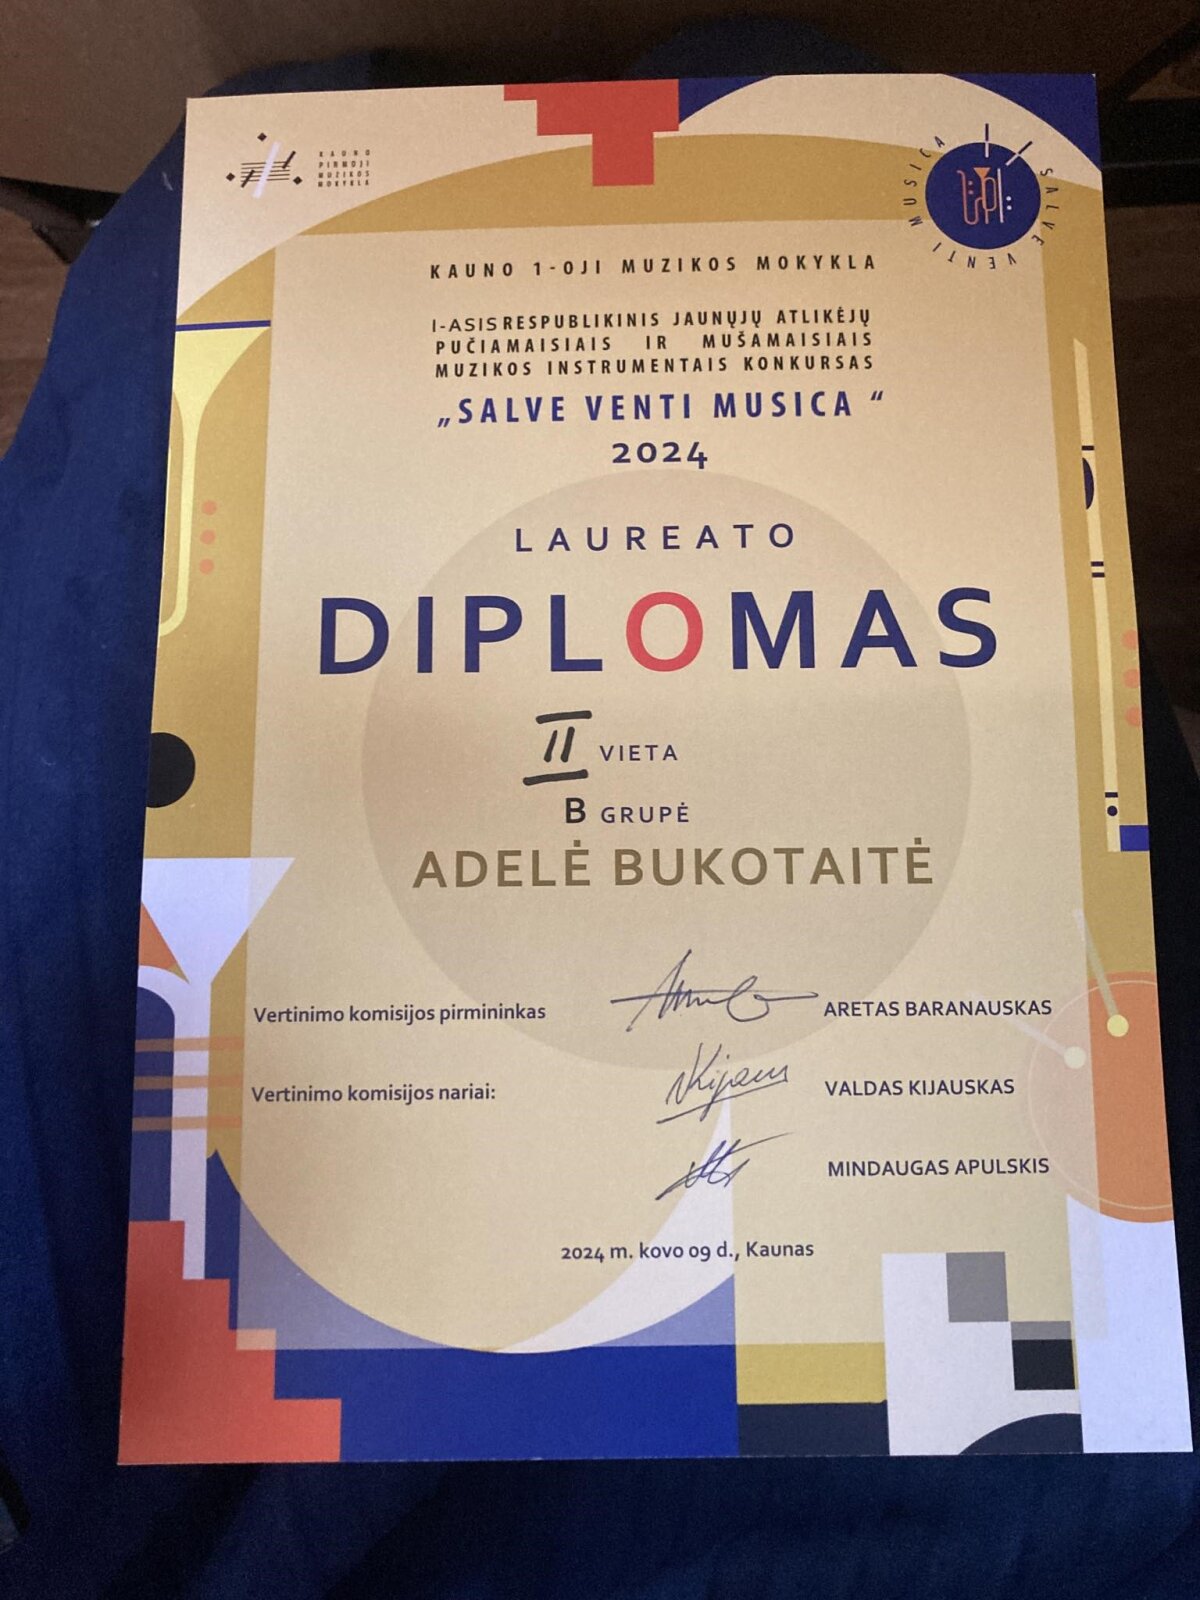 KAUNO
PIRMOJI
MUZIKOS
MOKYKLA
SALVE VENTI MUSICA
KAUNO 1-OJI MUZIKOS MOKYKLA
I-ASIS RESPUBLIKINIS JAUNŲJŲ ATLIKĖJŲ
PUČIAMAISIAIS IR MUŠAMAISIAIS
MUZIKOS INSTRUMENTAIS KONKURSAS
„SALVE VENTI MUSICA “
2024
LAUREATO
DIPLOMAS
II VIETA
B GRUPĖ
ADELĖ BUKOTAITĖ
Vertinimo komisijos pirmininkas ARETAS BARANAUSKAS
Vertinimo komisijos nariai: VALDAS KIJAUSKAS
MINDAUGAS APULSKIS
2024 m. kovo 09 d., Kaunas